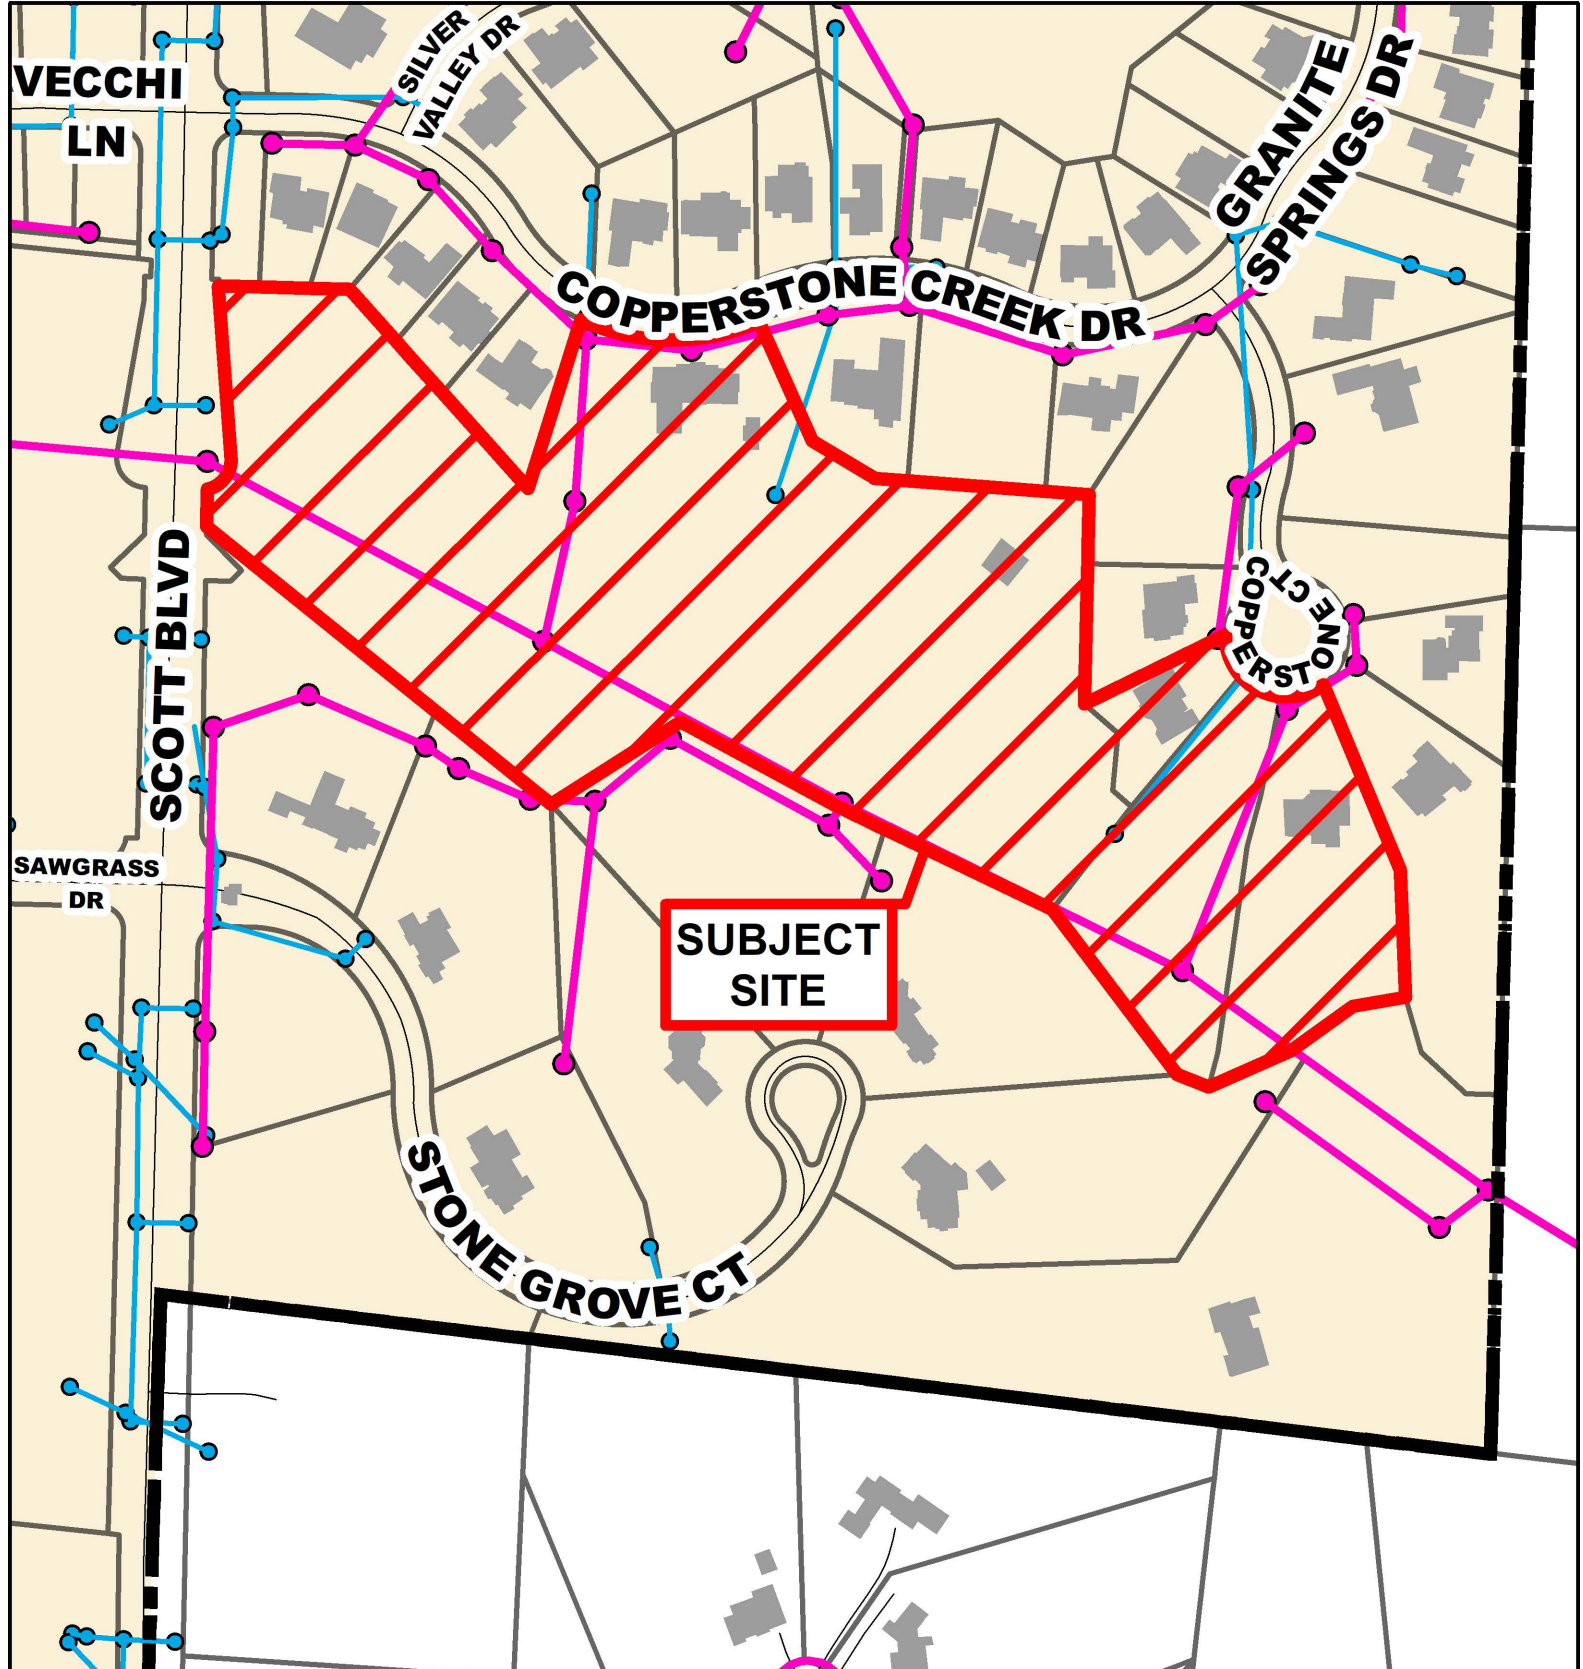 SILVER
VALLEY DR
VECCHI
LN
GRANITE
SPRINGS DR
COPPERSTONE CREEK DR
COPPERSTONE CT
SCOTT BLVD
SAWGRASS
DR
SUBJECT
SITE
STONE GROVE CT